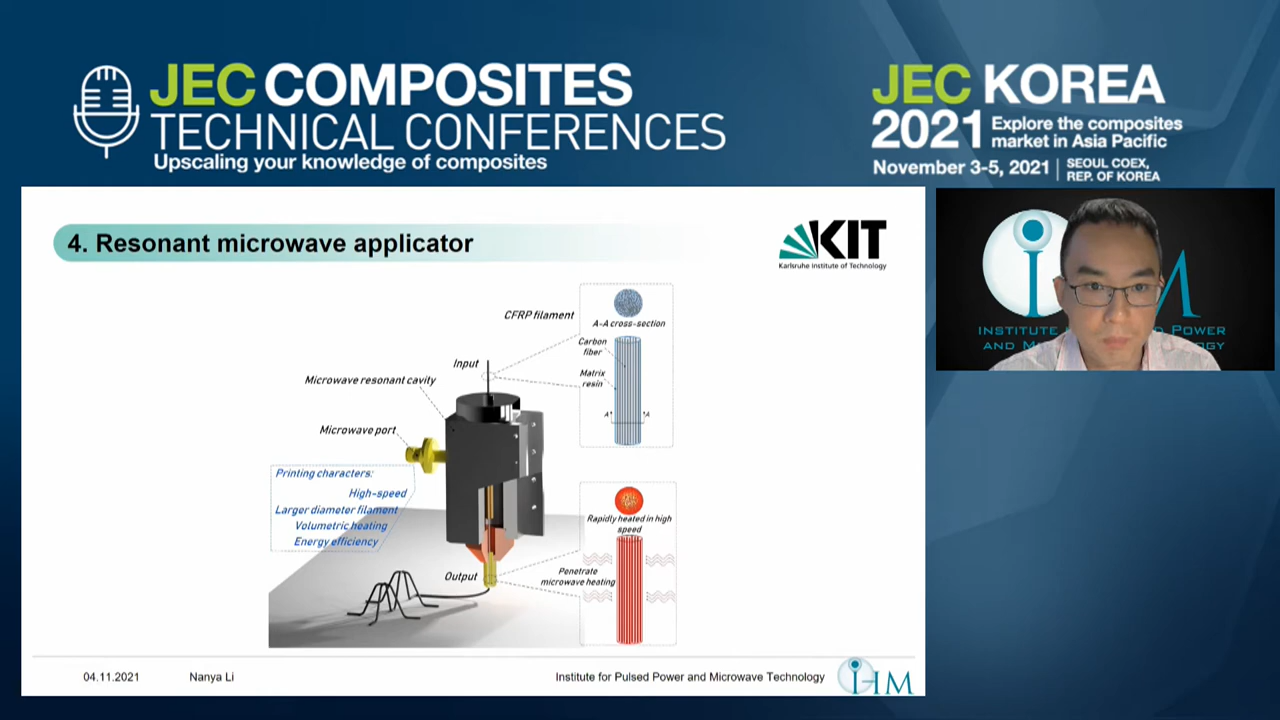 JEC COMPOSITES
TECHNICAL CONFERENCES
Upscaling your knowledge of composites
JEC KOREA
2021 Explore the composites
market in Asia Pacific
November 3-5, 2021 | SEOUL COEX,
REP. OF KOREA
4. Resonant microwave applicator
KIT
Karlsruhe Institute of Technology
CFRP filament
A-A cross-section
Carbon
fiber
Matrix
resin
A
A
Input
Microwave resonant cavity
Microwave port
Printing characters:
High-speed
Larger diameter filament
Volumetric heating
Energy efficiency
Rapidly heated in high
speed
Penetrate
microwave heating
Output
04.11.2021
Nanya Li
Institute for Pulsed Power and Microwave Technology
IHM
INSTITUTE
POWER
AND